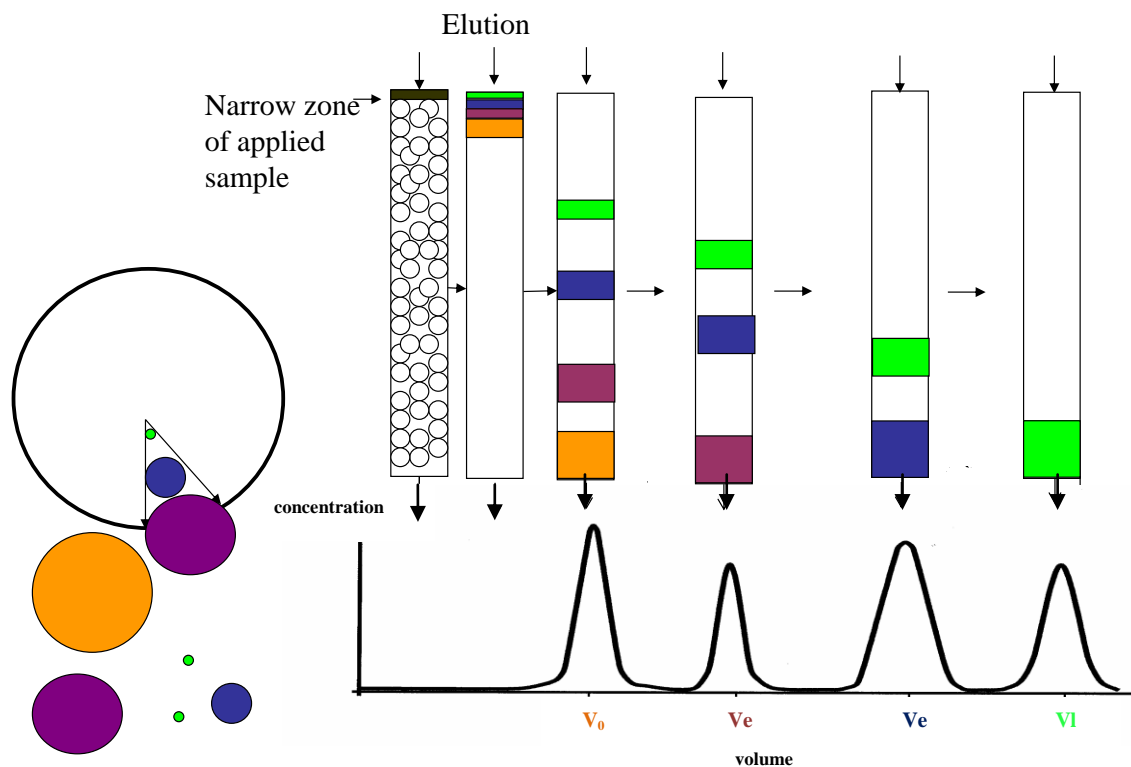 Elution
Narrow zone
of applied
sample
concentration
V₀
Ve
Ve
Vl
volume